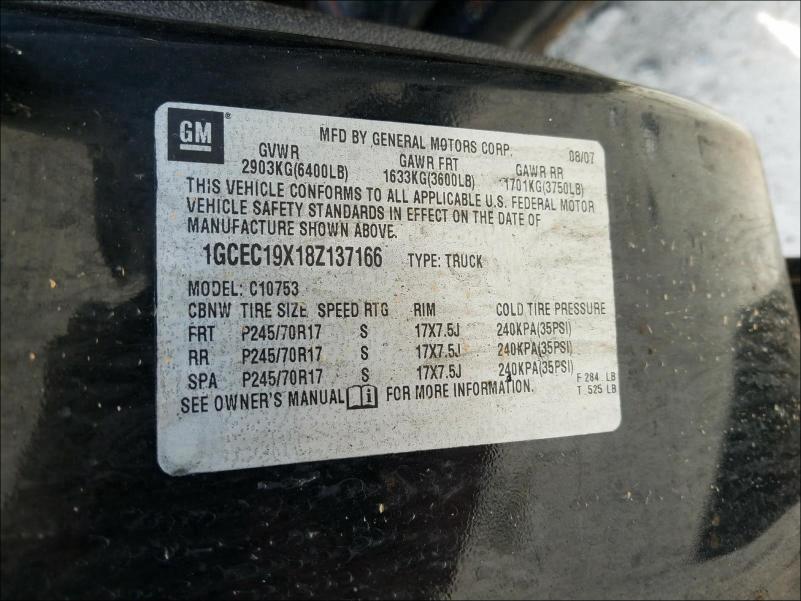 GM ® MFD BY GENERAL MOTORS CORP. 08/07
GVWR GAWR FRT GAWR RR
2903KG(6400LB) 1633KG(3600LB) 1701KG(3750LB)
THIS VEHICLE CONFORMS TO ALL APPLICABLE U.S. FEDERAL MOTOR
VEHICLE SAFETY STANDARDS IN EFFECT ON THE DATE OF
MANUFACTURE SHOWN ABOVE.
1GCEC19X18Z137166 TYPE: TRUCK
MODEL: C10753
CBNW TIRE SIZE SPEED RTG RIM COLD TIRE PRESSURE
FRT P245/70R17 S 17X7.5J 240KPA(35PSI)
RR P245/70R17 S 17X7.5J 240KPA(35PSI)
SPA P245/70R17 S 17X7.5J 240KPA(35PSI)
SEE OWNER'S MANUAL i FOR MORE INFORMATION.
F 284 LB
T 525 LB